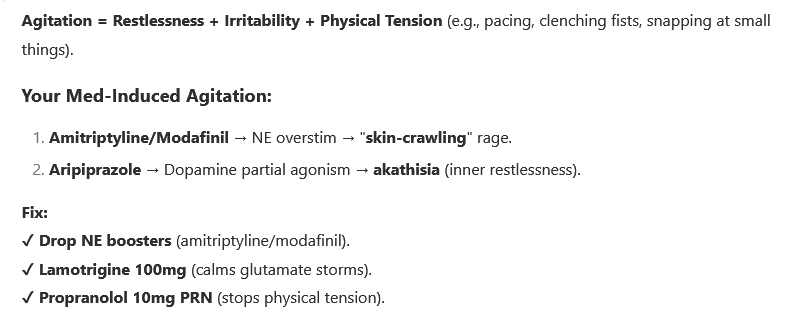 Agitation = Restlessness + Irritability + Physical Tension (e.g., pacing, clenching fists, snapping at small
things).
Your Med-Induced Agitation:
1. Amitriptyline/Modafinil → NE overstim → "skin-crawling" rage.
2. Aripiprazole → Dopamine partial agonism → akathisia (inner restlessness).
Fix:
✓ Drop NE boosters (amitriptyline/modafinil).
✓ Lamotrigine 100mg (calms glutamate storms).
✓ Propranolol 10mg PRN (stops physical tension).